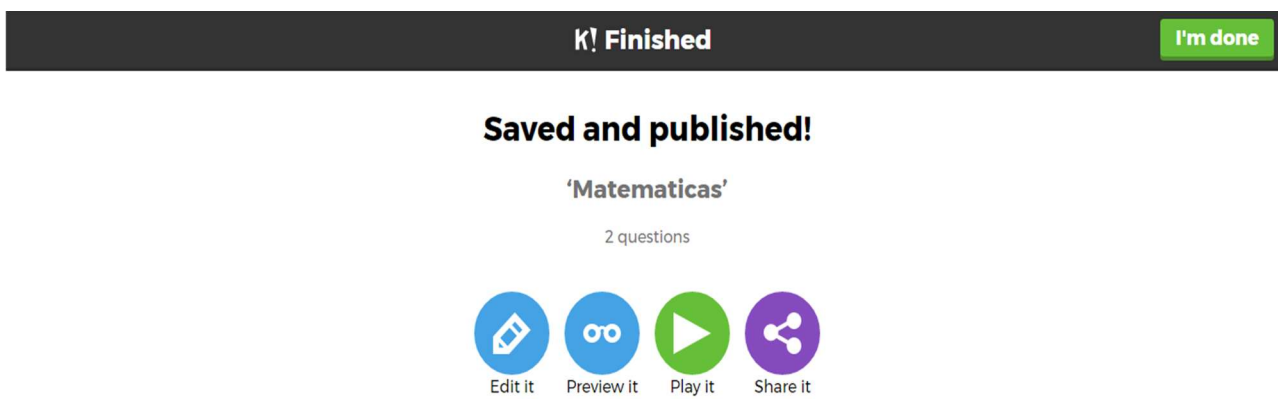 K! Finished
I'm done
Saved and published!
‘Matematicas’
2 questions
Edit it
Preview it
Play it
Share it